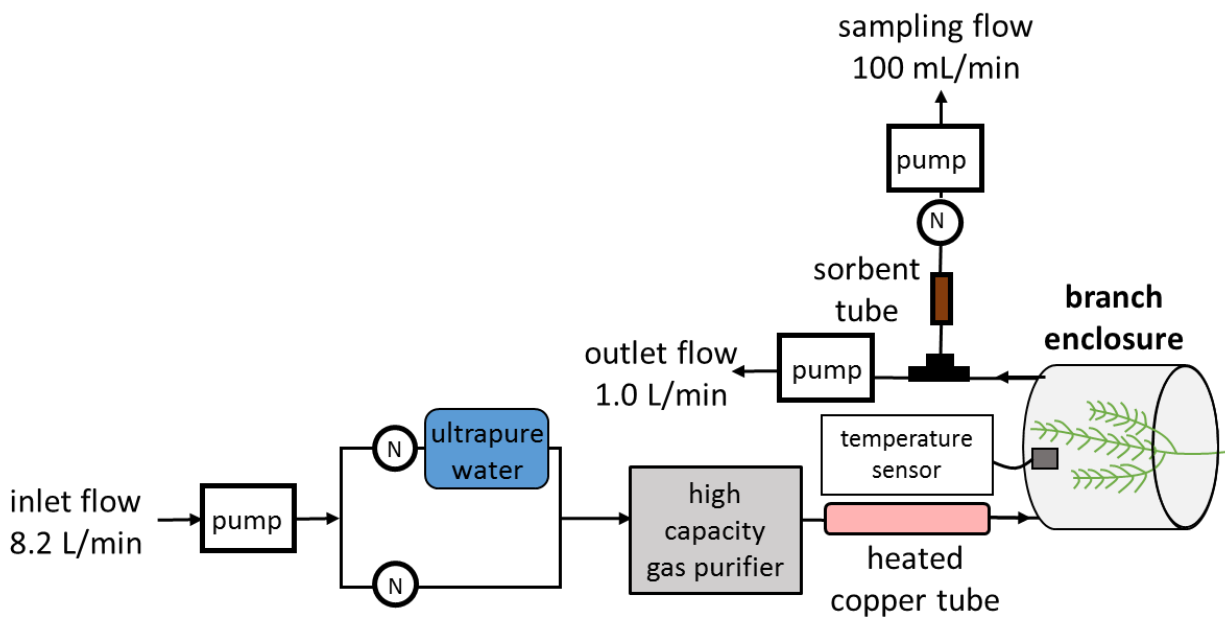 sampling flow
100 mL/min
pump
N
sorbent
tube
branch
enclosure
outlet flow
1.0 L/min
pump
ultrapure
water
N
temperature
sensor
inlet flow
8.2 L/min
pump
high
capacity
gas purifier
N
heated
copper tube